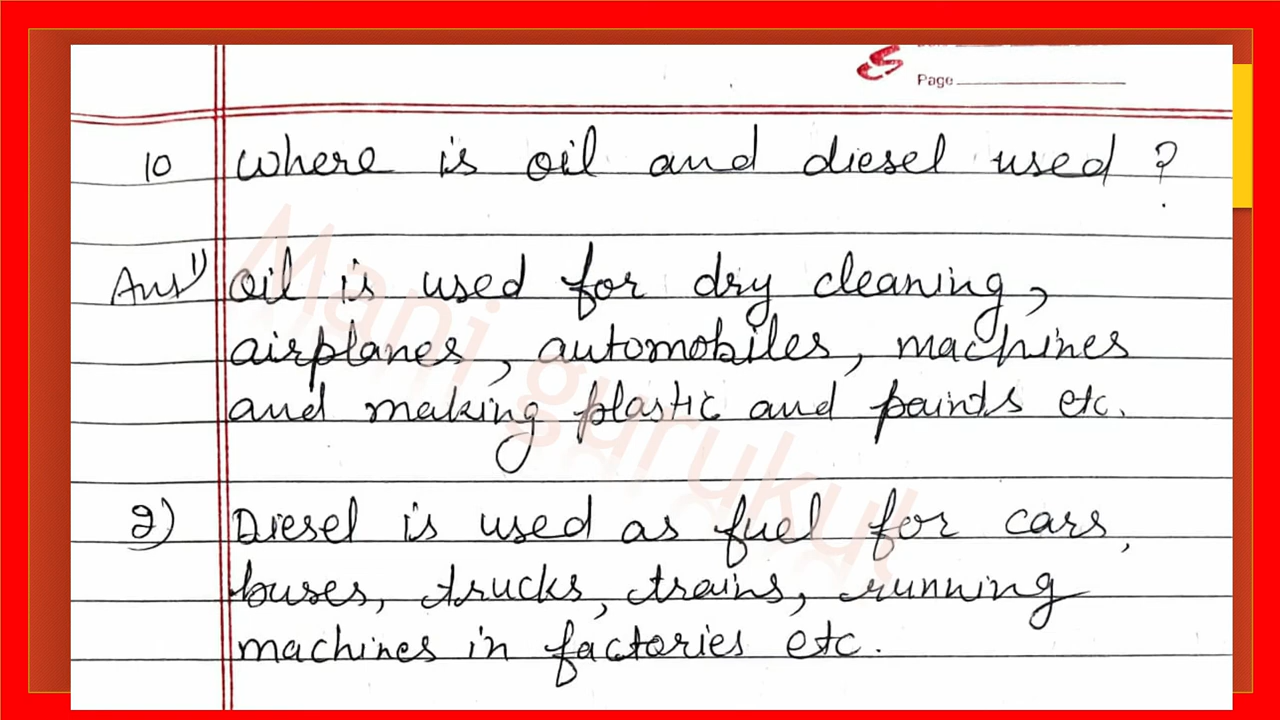 Page
10 Where is oil and diesel used ?
Ans 1) Oil is used for dry cleaning,
airplanes, automobiles, machines
and making plastic and paints etc.
2) Diesel is used as fuel for cars,
buses, trucks, trains, running
machines in factories etc.
Mani gurukul